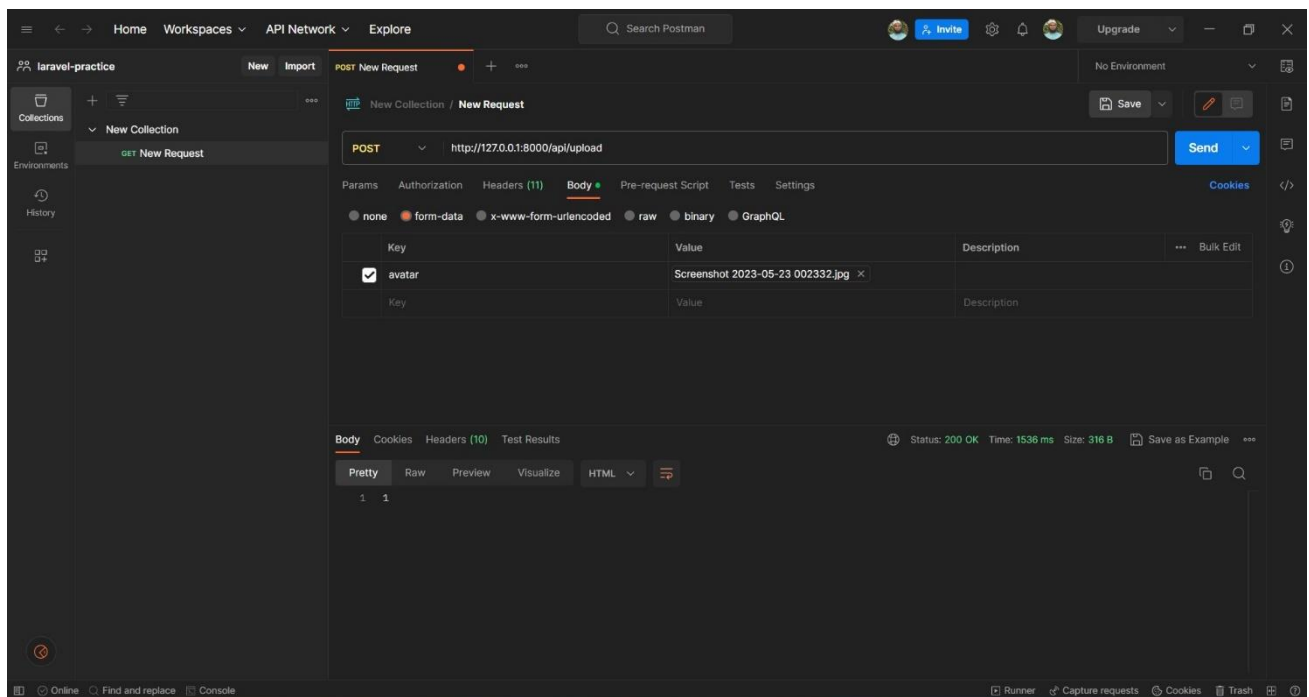 Home Workspaces API Network Explore Search Postman Invite Upgrade
laravel-practice New Import POST New Request No Environment
Collections
New Collection / New Request Save
New Collection
GET New Request
POST http://127.0.0.1:8000/api/upload Send
Environments
Params Authorization Headers (11) Body Pre-request Script Tests Settings Cookies
History
none form-data x-www-form-urlencoded raw binary GraphQL
Key Value Description Bulk Edit
avatar Screenshot 2023-05-23 002332.jpg
Key Value Description
Body Cookies Headers (10) Test Results Status: 200 OK Time: 1536 ms Size: 316 B Save as Example
Pretty Raw Preview Visualize HTML
1 1
Online Find and replace Console Runner Capture requests Cookies Trash